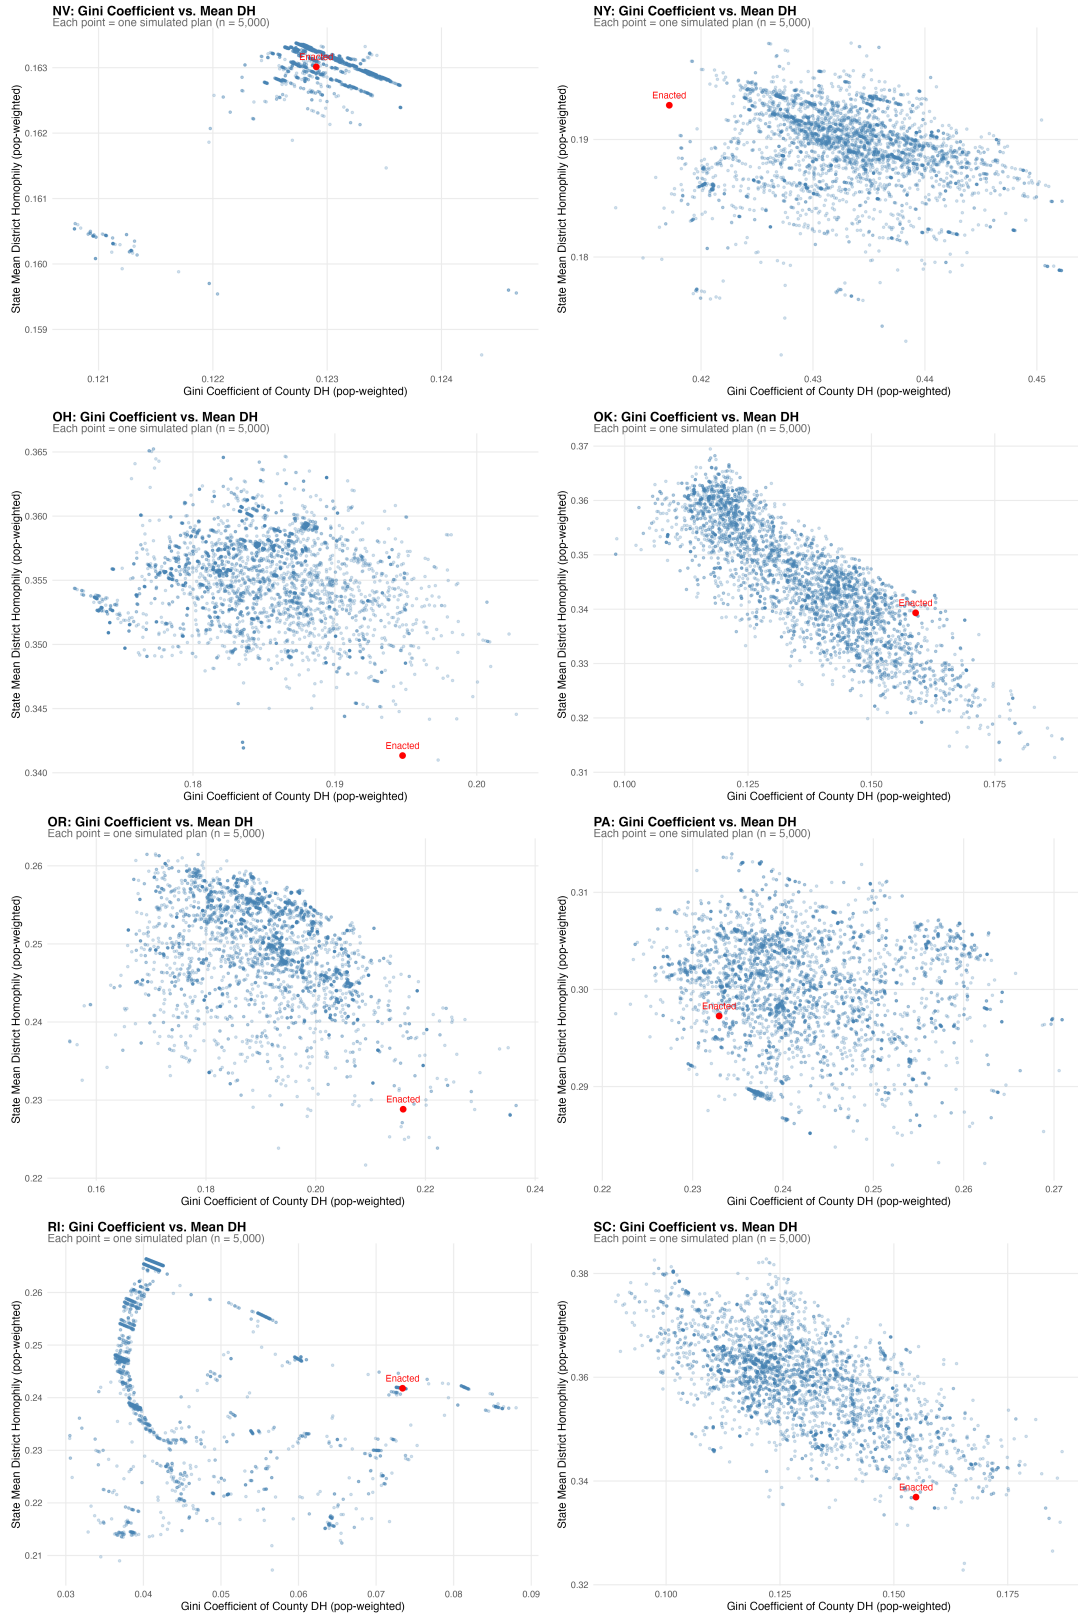 NV: Gini Coefficient vs. Mean DH
Each point = one simulated plan (n = 5,000)
State Mean District Homophily (pop-weighted)
0.163
0.162
0.161
0.160
0.159
Enacted
0.121
0.122
0.123
0.124
Gini Coefficient of County DH (pop-weighted)
NY: Gini Coefficient vs. Mean DH
Each point = one simulated plan (n = 5,000)
State Mean District Homophily (pop-weighted)
0.19
0.18
Enacted
0.42
0.43
0.44
0.45
Gini Coefficient of County DH (pop-weighted)
OH: Gini Coefficient vs. Mean DH
Each point = one simulated plan (n = 5,000)
State Mean District Homophily (pop-weighted)
0.365
0.360
0.355
0.350
0.345
0.340
Enacted
0.18
0.19
0.20
Gini Coefficient of County DH (pop-weighted)
OK: Gini Coefficient vs. Mean DH
Each point = one simulated plan (n = 5,000)
State Mean District Homophily (pop-weighted)
0.37
0.36
0.35
0.34
0.33
0.32
0.31
Enacted
0.100
0.125
0.150
0.175
Gini Coefficient of County DH (pop-weighted)
OR: Gini Coefficient vs. Mean DH
Each point = one simulated plan (n = 5,000)
State Mean District Homophily (pop-weighted)
0.26
0.25
0.24
0.23
0.22
Enacted
0.16
0.18
0.20
0.22
0.24
Gini Coefficient of County DH (pop-weighted)
PA: Gini Coefficient vs. Mean DH
Each point = one simulated plan (n = 5,000)
State Mean District Homophily (pop-weighted)
0.31
0.30
0.29
Enacted
0.22
0.23
0.24
0.25
0.26
0.27
Gini Coefficient of County DH (pop-weighted)
RI: Gini Coefficient vs. Mean DH
Each point = one simulated plan (n = 5,000)
State Mean District Homophily (pop-weighted)
0.26
0.25
0.24
0.23
0.22
0.21
Enacted
0.03
0.04
0.05
0.06
0.07
0.08
0.09
Gini Coefficient of County DH (pop-weighted)
SC: Gini Coefficient vs. Mean DH
Each point = one simulated plan (n = 5,000)
State Mean District Homophily (pop-weighted)
0.38
0.36
0.34
0.32
Enacted
0.100
0.125
0.150
0.175
Gini Coefficient of County DH (pop-weighted)